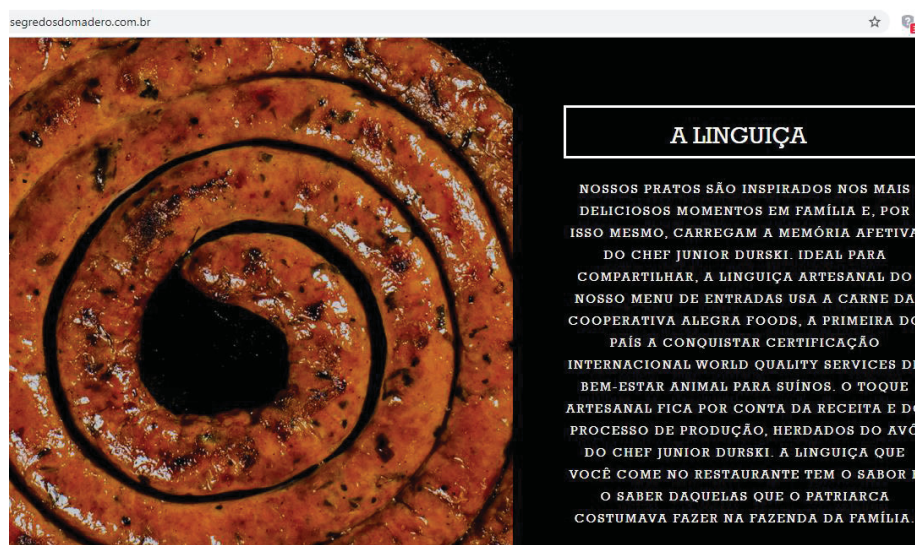 segredosdomadero.com.br
A LINGUIÇA
NOSSOS PRATOS SÃO INSPIRADOS NOS MAIS
DELICIOSOS MOMENTOS EM FAMÍLIA E, POR
ISSO MESMO, CARREGAM A MEMÓRIA AFETIVA
DO CHEF JUNIOR DURSKI. IDEAL PARA
COMPARTILHAR, A LINGUIÇA ARTESANAL DO
NOSSO MENU DE ENTRADAS USA A CARNE DA
COOPERATIVA ALEGRA FOODS, A PRIMEIRA DO
PAÍS A CONQUISTAR CERTIFICAÇÃO
INTERNACIONAL WORLD QUALITY SERVICES DE
BEM-ESTAR ANIMAL PARA SUÍNOS. O TOQUE
ARTESANAL FICA POR CONTA DA RECEITA E DO
PROCESSO DE PRODUÇÃO, HERDADOS DO AVÔ
DO CHEF JUNIOR DURSKI. A LINGUIÇA QUE
VOCÊ COME NO RESTAURANTE TEM O SABOR E
O SABER DAQUELAS QUE O PATRIARCA
COSTUMAVA FAZER NA FAZENDA DA FAMÍLIA.